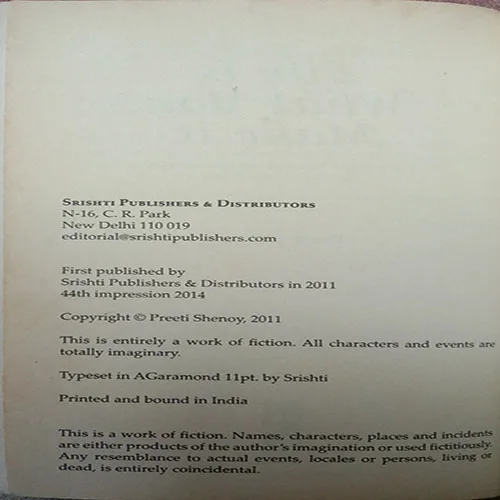 SRISHTI PUBLISHERS & DISTRIBUTORS
N-16, C. R. Park
New Delhi 110 019
editorial@srishtipublishers.com
First published by
Srishti Publishers & Distributors in 2011
44th impression 2014
Copyright © Preeti Shenoy, 2011
This is entirely a work of fiction. All characters and events are
totally imaginary.
Typeset in AGaramond 11pt. by Srishti
Printed and bound in India
This is a work of fiction. Names, characters, places and incidents
are either products of the author's imagination or used fictitiously.
Any resemblance to actual events, locales or persons, living or
dead, is entirely coincidental.